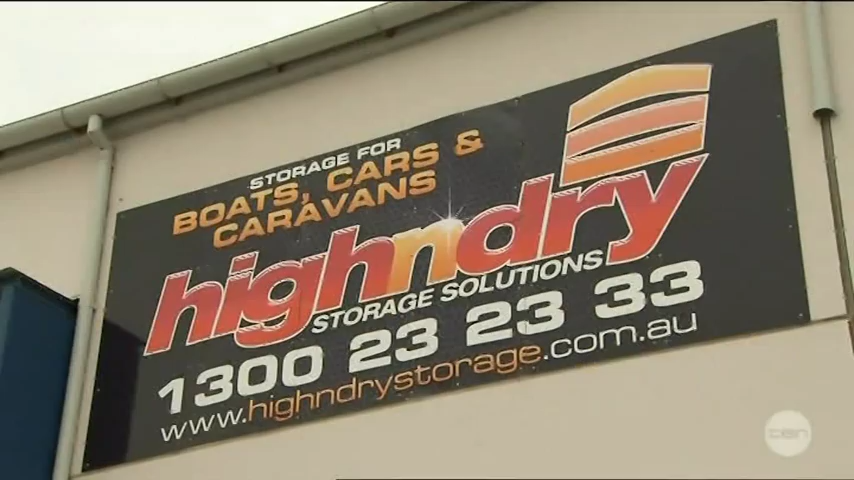 STORAGE FOR
BOATS, CARS &
CARAVANS
highndry
STORAGE SOLUTIONS
1300 23 23 33
www.highndrystorage.com.au
ten